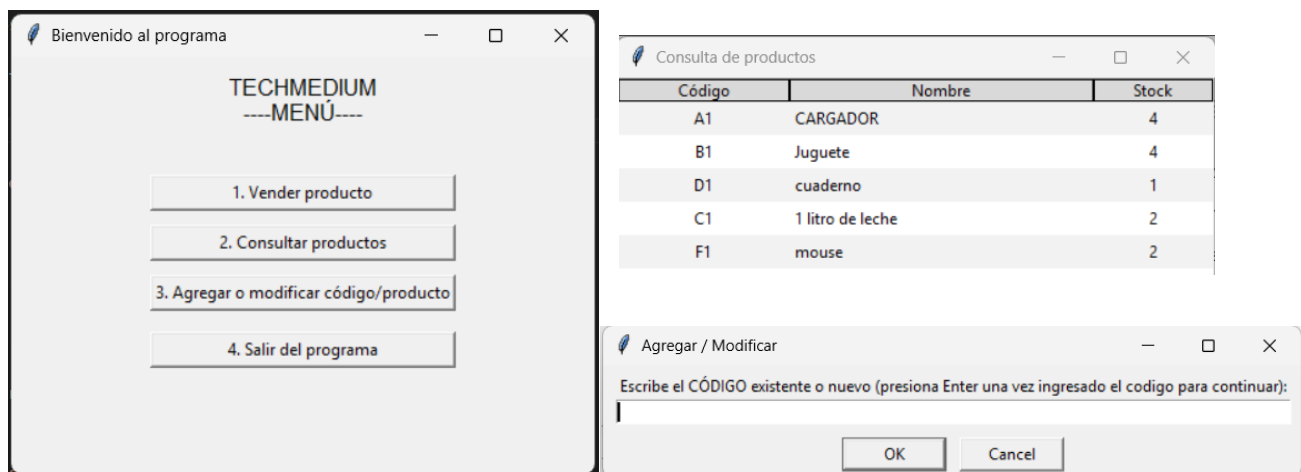 Bienvenido al programa
TECHMEDIUM
----MENÚ----
1. Vender producto
2. Consultar productos
3. Agregar o modificar código/producto
4. Salir del programa
Consulta de productos
Código Nombre Stock
A1 CARGADOR 4
B1 Juguete 4
D1 cuaderno 1
C1 1 litro de leche 2
F1 mouse 2
Agregar / Modificar
Escribe el CÓDIGO existente o nuevo (presiona Enter una vez ingresado el codigo para continuar):
OK Cancel